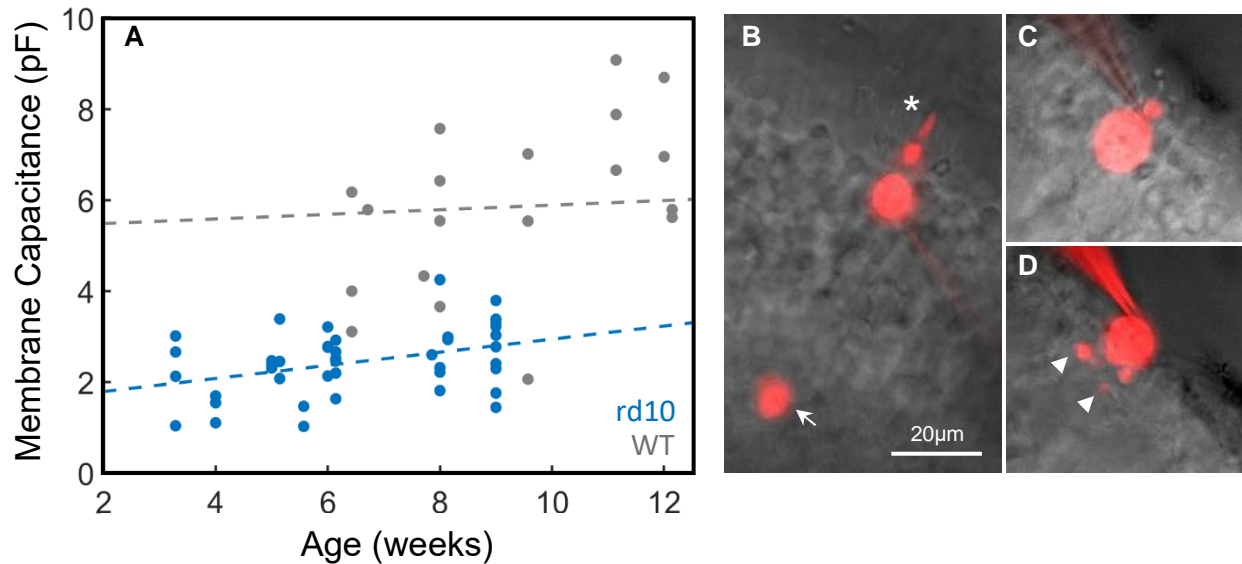 A
10
8
6
4
2
0
Membrane Capacitance (pF)
rd10
WT
2 4 6 8 10 12
Age (weeks)
B
*
20μm
C
D